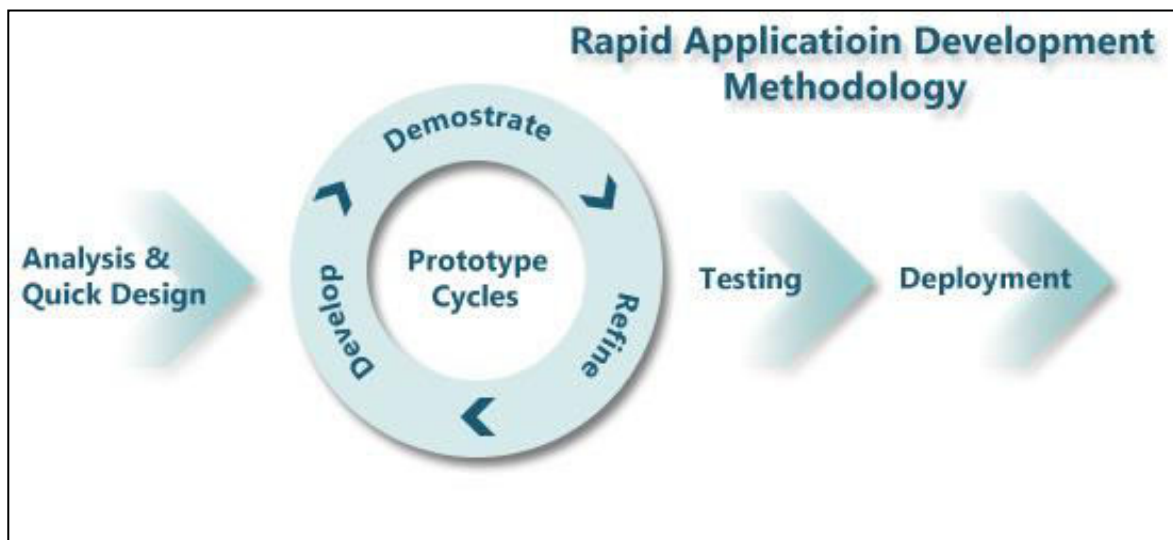 Rapid Applicatioin Development
Methodology
Analysis &
Quick Design
Demostrate
Refine
Develop
Prototype
Cycles
Testing
Deployment